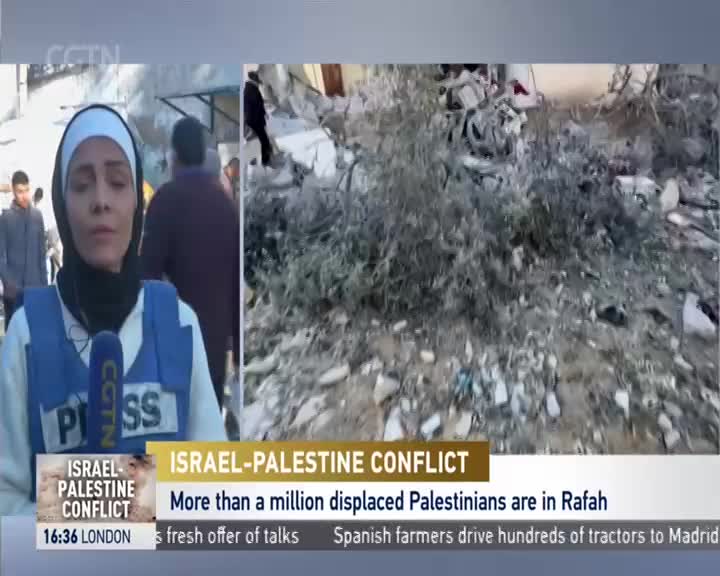 CGTN
PRESS
CGTN
ISRAEL-PALESTINE CONFLICT
More than a million displaced Palestinians are in Rafah
ISRAEL-
PALESTINE
CONFLICT
16:36 LONDON
s fresh offer of talks
Spanish farmers drive hundreds of tractors to Madrid